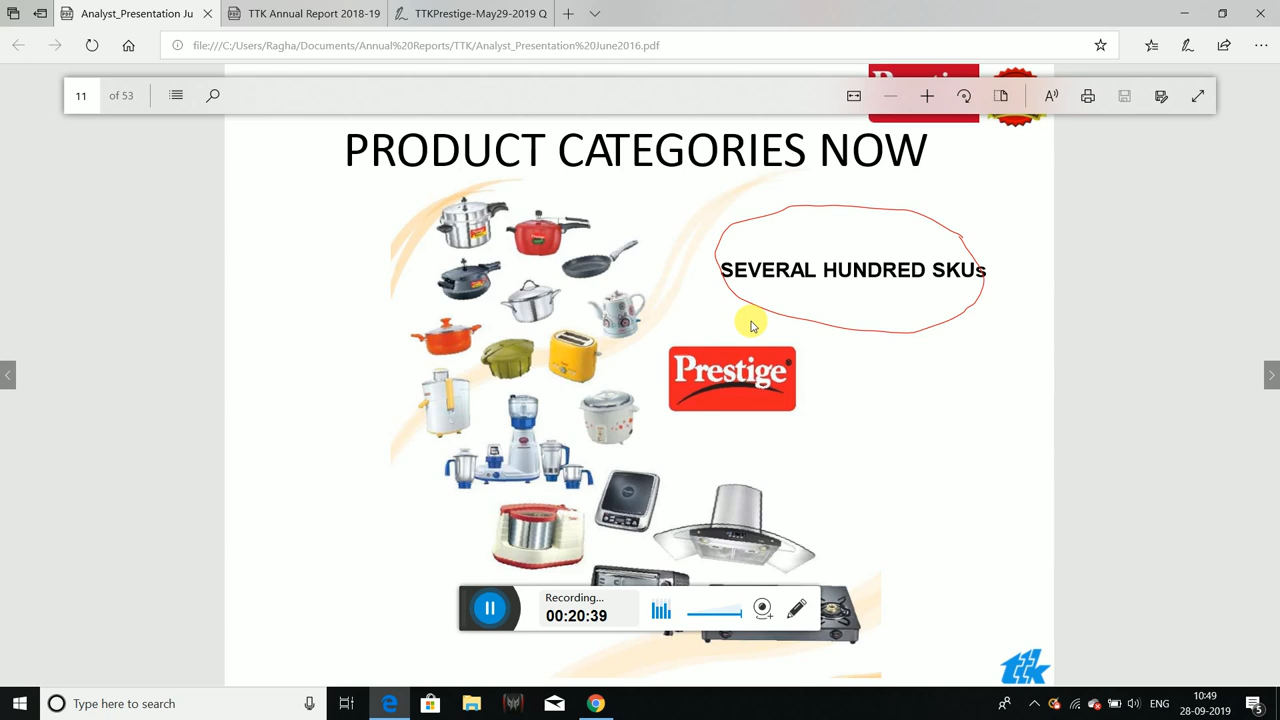 Analyst_Presentation Ju
TTK Annual Report 2018-19
TTKPrestige-May29-2019 Q
file:///C:/Users/Ragha/Documents/Annual%20Reports/TTK/Analyst_Presentation%20June2016.pdf
11 of 53
PRODUCT CATEGORIES NOW
SEVERAL HUNDRED SKUs
Prestige
Recording...
00:20:39
ttk
Type here to search
ENG
10:49
28-09-2019
5